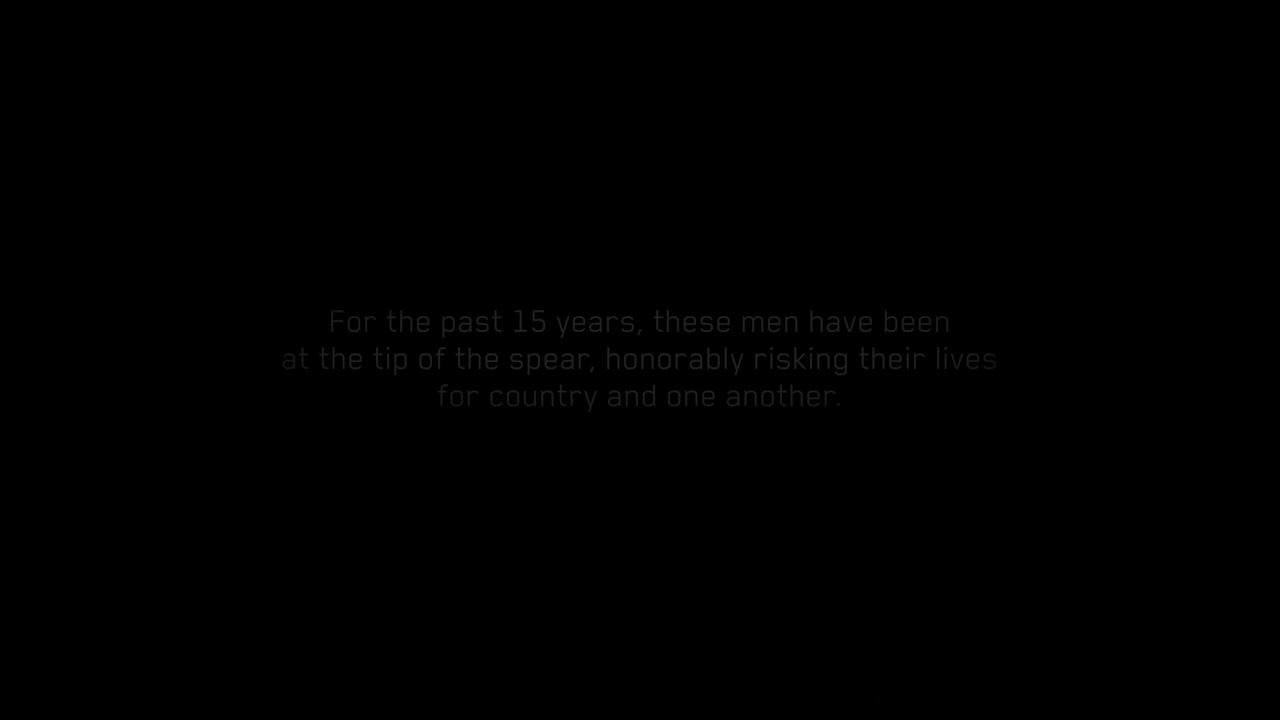 For the past 15 years, these men have been
at the tip of the spear, honorably risking their lives
for country and one another.